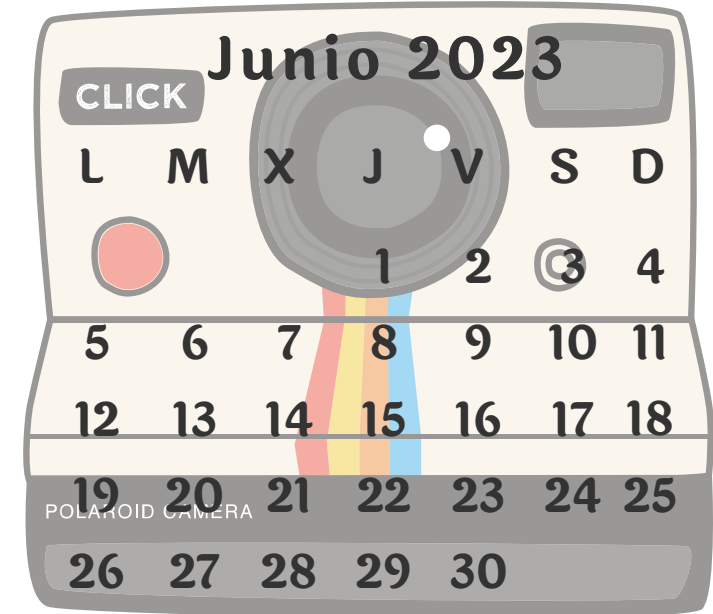 Junio 2023
CLICK
L M X J V S D
1 2 3 4
5 6 7 8 9 10 11
12 13 14 15 16 17 18
19 20 21 22 23 24 25
POLAROID CAMERA
26 27 28 29 30